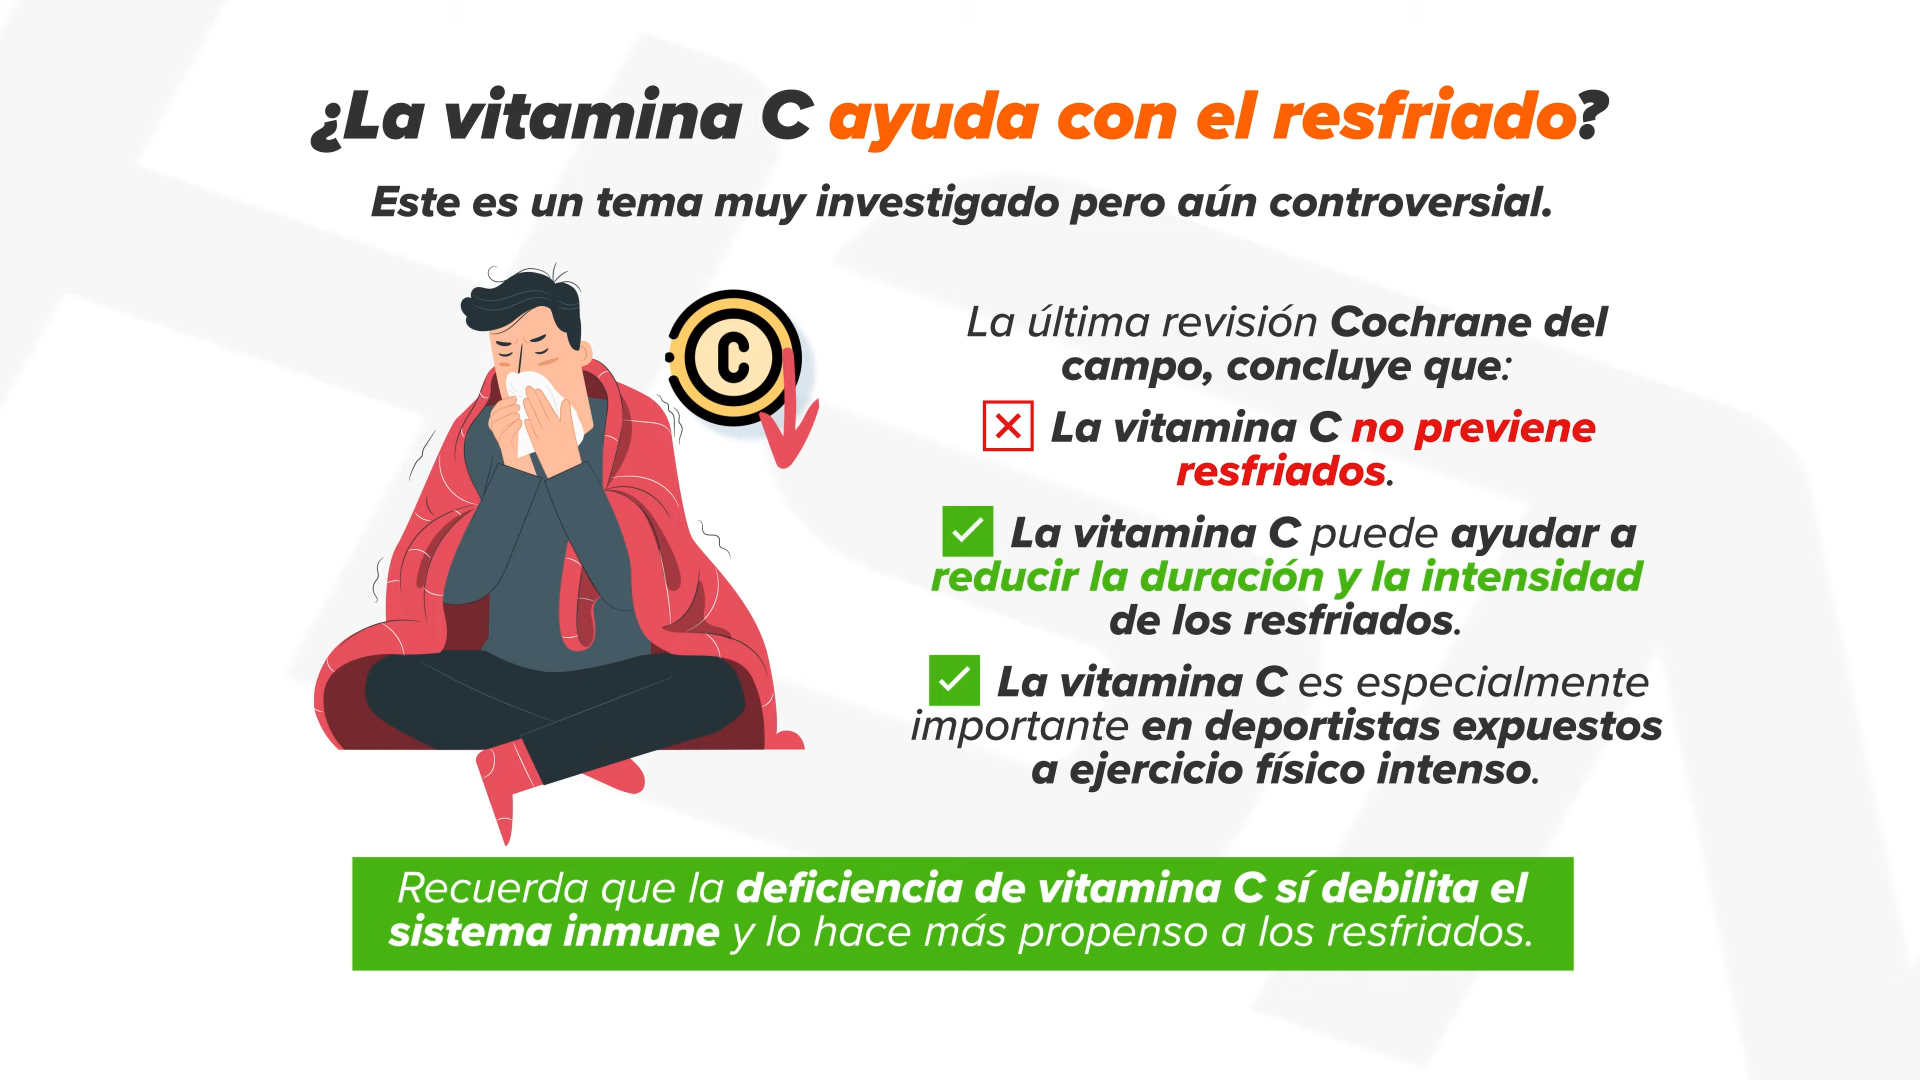 ¿La vitamina C ayuda con el resfriado?
Este es un tema muy investigado pero aún controversial.
C
La última revisión Cochrane del
campo, concluye que:
La vitamina C no previene
resfriados.
La vitamina C puede ayudar a
reducir la duración y la intensidad
de los resfriados.
La vitamina C es especialmente
importante en deportistas expuestos
a ejercicio físico intenso.
Recuerda que la deficiencia de vitamina C sí debilita el
sistema inmune y lo hace más propenso a los resfriados.